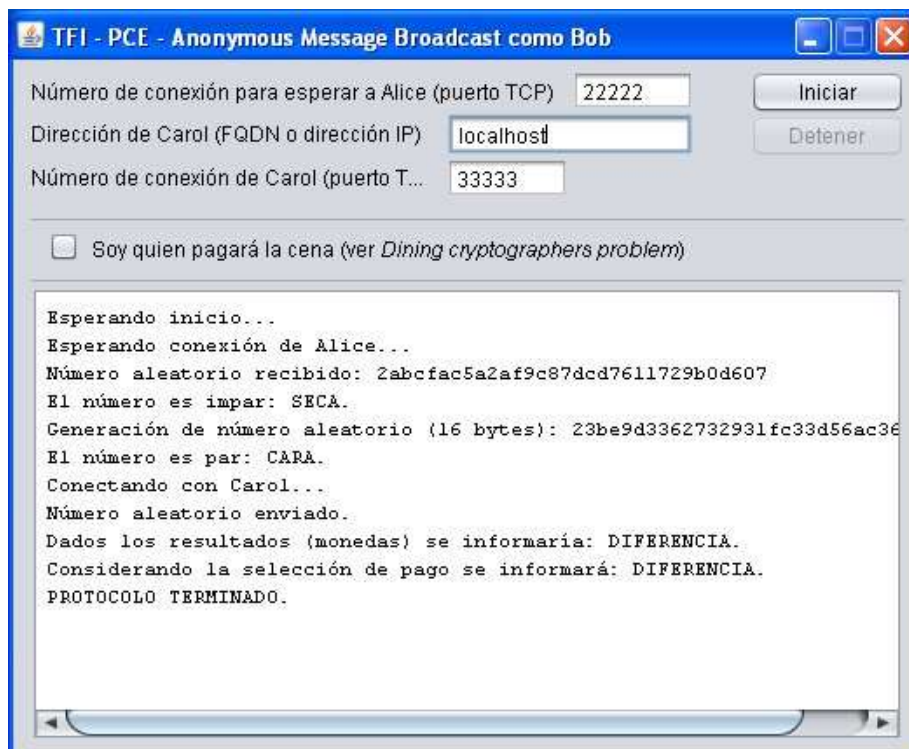 TFI - PCE - Anonymous Message Broadcast como Bob
Número de conexión para esperar a Alice (puerto TCP) 22222 Iniciar
Dirección de Carol (FQDN o dirección IP) localhost Detener
Número de conexión de Carol (puerto T... 33333
Soy quien pagará la cena (ver Dining cryptographers problem)
Esperando inicio...
Esperando conexión de Alice...
Número aleatorio recibido: 2abcfac5a2af9c87dcd7611729b0d607
El número es impar: SECA.
Generación de número aleatorio (16 bytes): 23be9d3362732931fc33d56ac36
El número es par: CARA.
Conectando con Carol...
Número aleatorio enviado.
Dados los resultados (monedas) se informaría: DIFERENCIA.
Considerando la selección de pago se informará: DIFERENCIA.
PROTOCOLO TERMINADO.